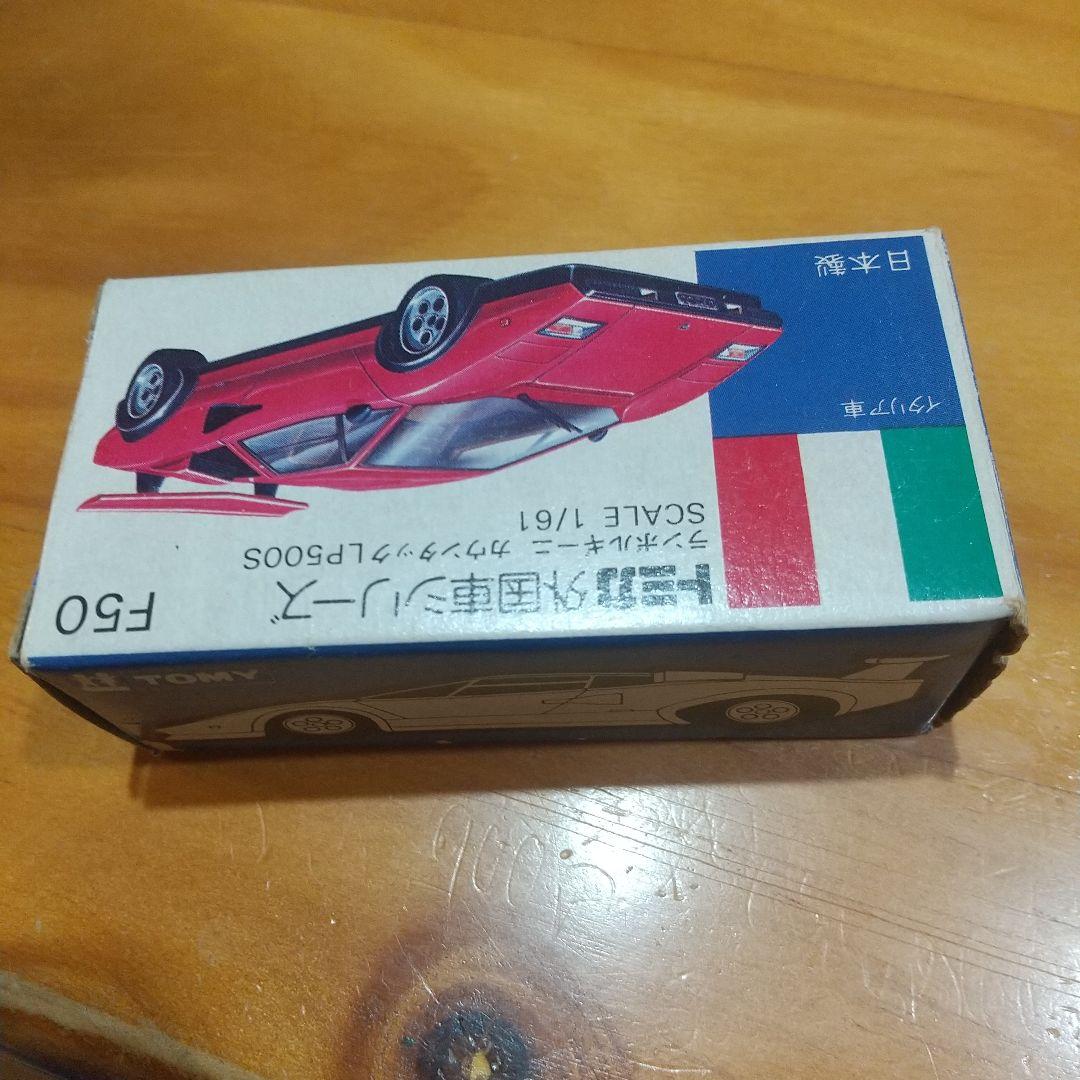 F50
トミカ外国車シリーズ
ランボルギーニ カウンタックLP500S
SCALE 1/61
イタリア車
日本製
TOMY